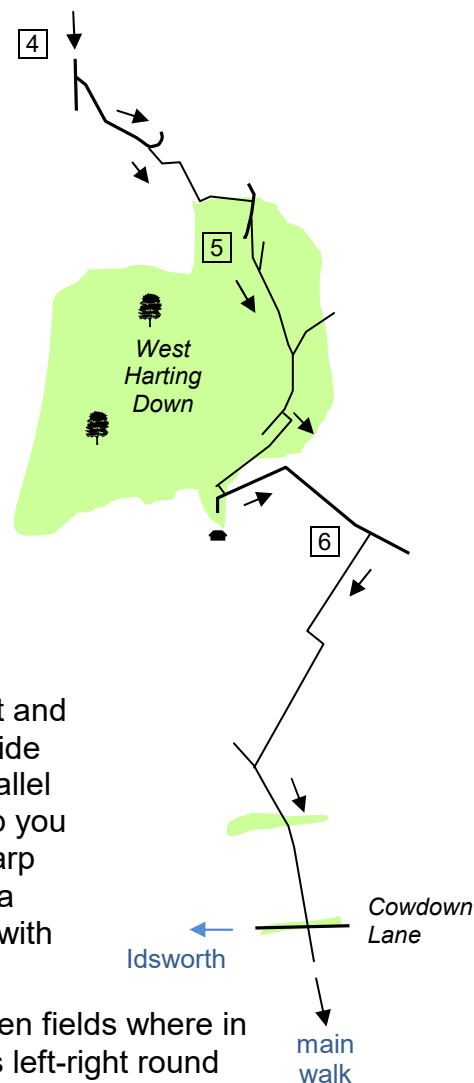 4
5
West
Harting
Down
6
t and
ide
allel
o you
arp
a
with
Cowdown
Lane
Idsworth
en fields where in
s left-right round
main
walk